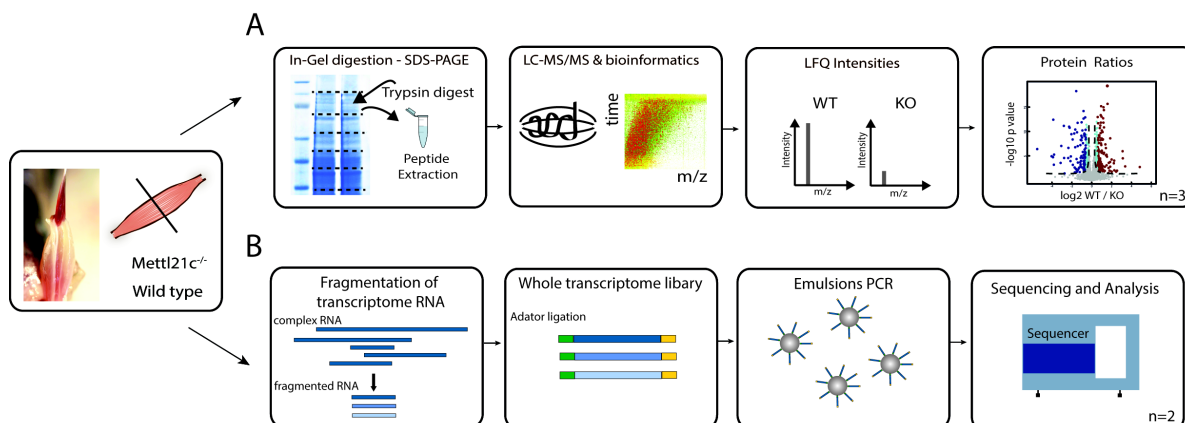 A
In-Gel digestion - SDS-PAGE
Trypsin digest
Peptide
Extraction
LC-MS/MS & bioinformatics
time
m/z
LFQ Intensities
WT
KO
Intensity
m/z
Intensity
m/z
Protein Ratios
-log10 p value
log2 WT / KO
n=3
Mettl21c-/-
Wild type
B
Fragmentation of
transcriptome RNA
complex RNA
fragmented RNA
Whole transcriptome libary
Adator ligation
Emulsions PCR
Sequencing and Analysis
Sequencer
n=2